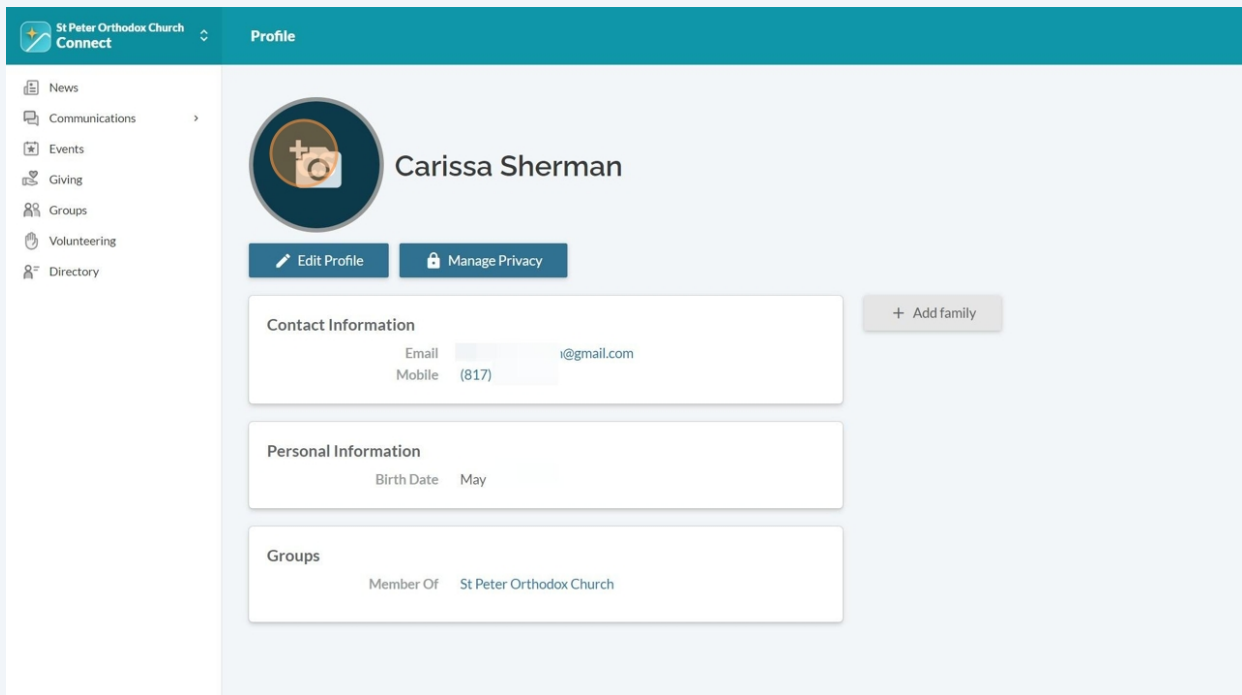 St Peter Orthodox Church
Connect
Profile
News
Communications
Events
Giving
Groups
Volunteering
Directory
Carissa Sherman
Edit Profile
Manage Privacy
+ Add family
Contact Information
Email @gmail.com
Mobile (817)
Personal Information
Birth Date May
Groups
Member Of St Peter Orthodox Church